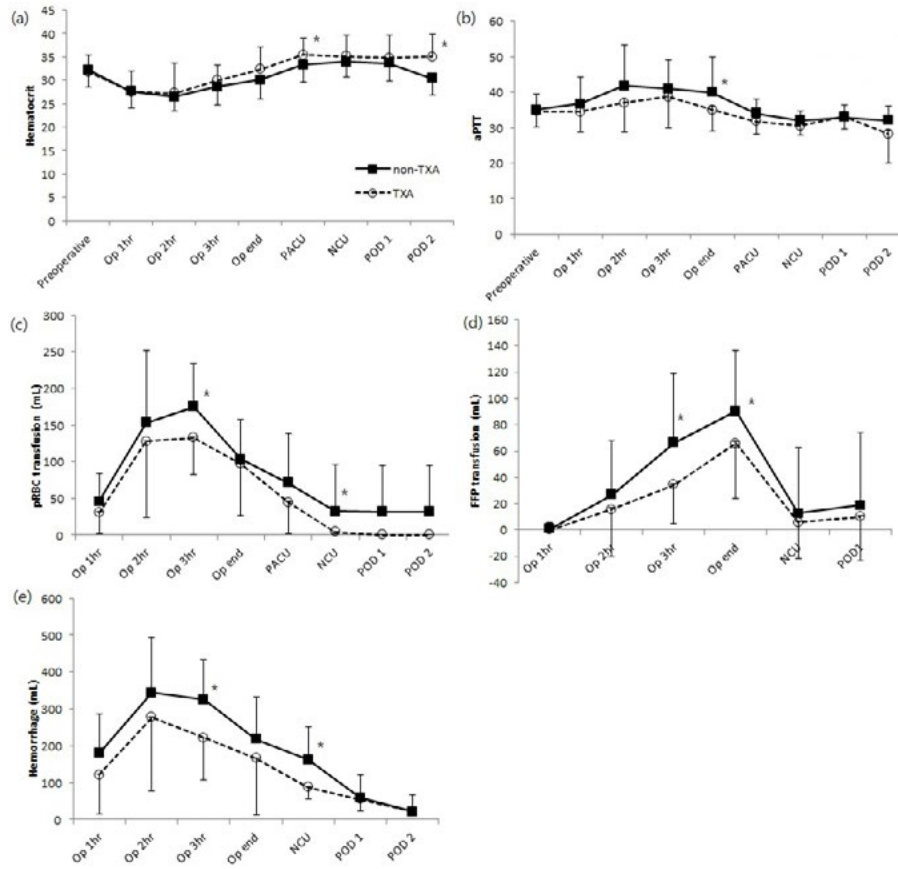 (a)
Hematocrit
45
40
35
30
25
20
15
10
5
0
*
*
non-TXA
TXA
Preoperative
Op 1hr
Op 2hr
Op 3hr
Op end
PACU
NCU
POD 1
POD 2
(b)
aPTT
60
50
40
30
20
10
0
*
Preoperative
Op 1hr
Op 2hr
Op 3hr
Op end
PACU
NCU
POD 1
POD 2
(c)
pRBC transfusion (mL)
300
250
200
150
100
50
0
*
*
Op 1hr
Op 2hr
Op 3hr
Op end
PACU
NCU
POD 1
POD 2
(d)
FFP transfusion (mL)
160
140
120
100
80
60
40
20
0
-20
-40
*
*
Op 1hr
Op 2hr
Op 3hr
Op end
NCU
POD1
(e)
Hemorrhage (mL)
600
500
400
300
200
100
0
*
*
Op 1hr
Op 2hr
Op 3hr
Op end
NCU
POD 1
POD 2